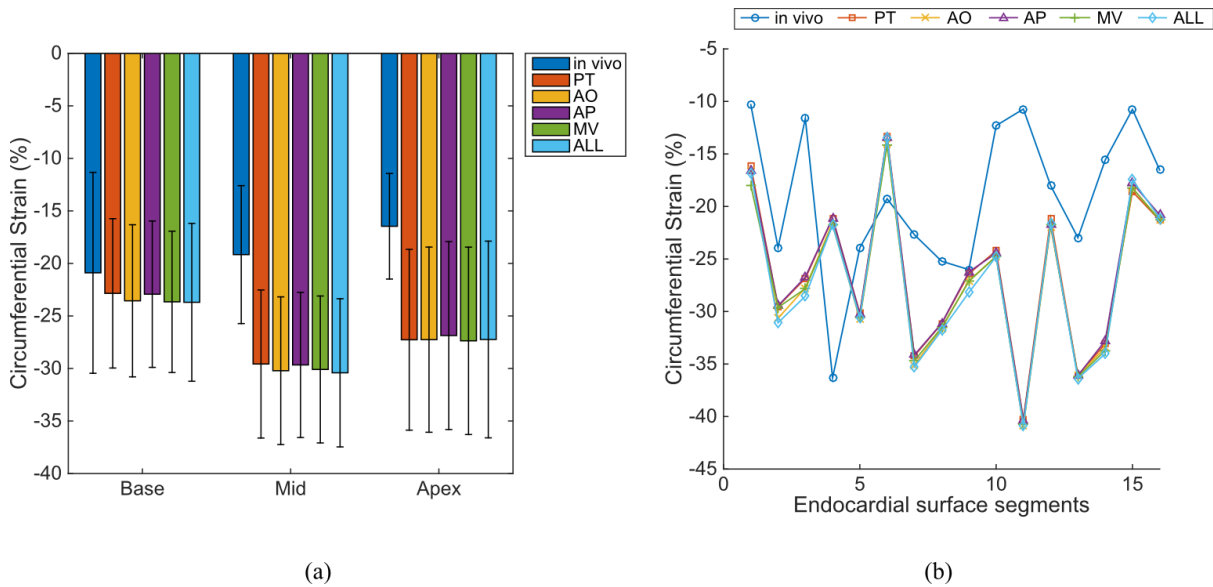 in vivo PT AO AP MV ALL
0
-5
-10
-15
-20
-25
-30
-35
-40
Circumferential Strain (%)
Base Mid Apex
in vivo
PT
AO
AP
MV
ALL
(a)
-5
-10
-15
-20
-25
-30
-35
-40
-45
Circumferential Strain (%)
0 5 10 15
Endocardial surface segments
(b)